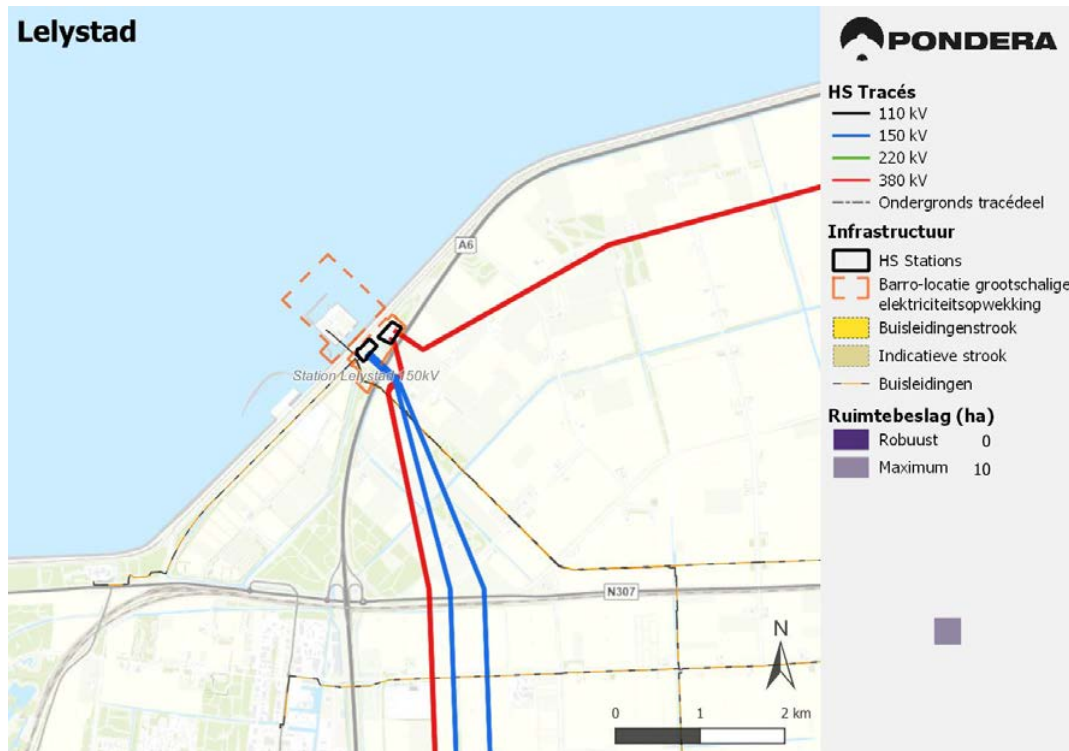 Lelystad
A6
Station Lelystad 150kV
N307
N
0 1 2 km
PONDERA
HS Tracés
110 kV
150 kV
220 kV
380 kV
Ondergronds tracédeel
Infrastructuur
HS Stations
Barro-locatie grootschalige
elektriciteitsopwekking
Buisleidingenstrook
Indicatieve strook
Buisleidingen
Ruimtebeslag (ha)
Robuust 0
Maximum 10